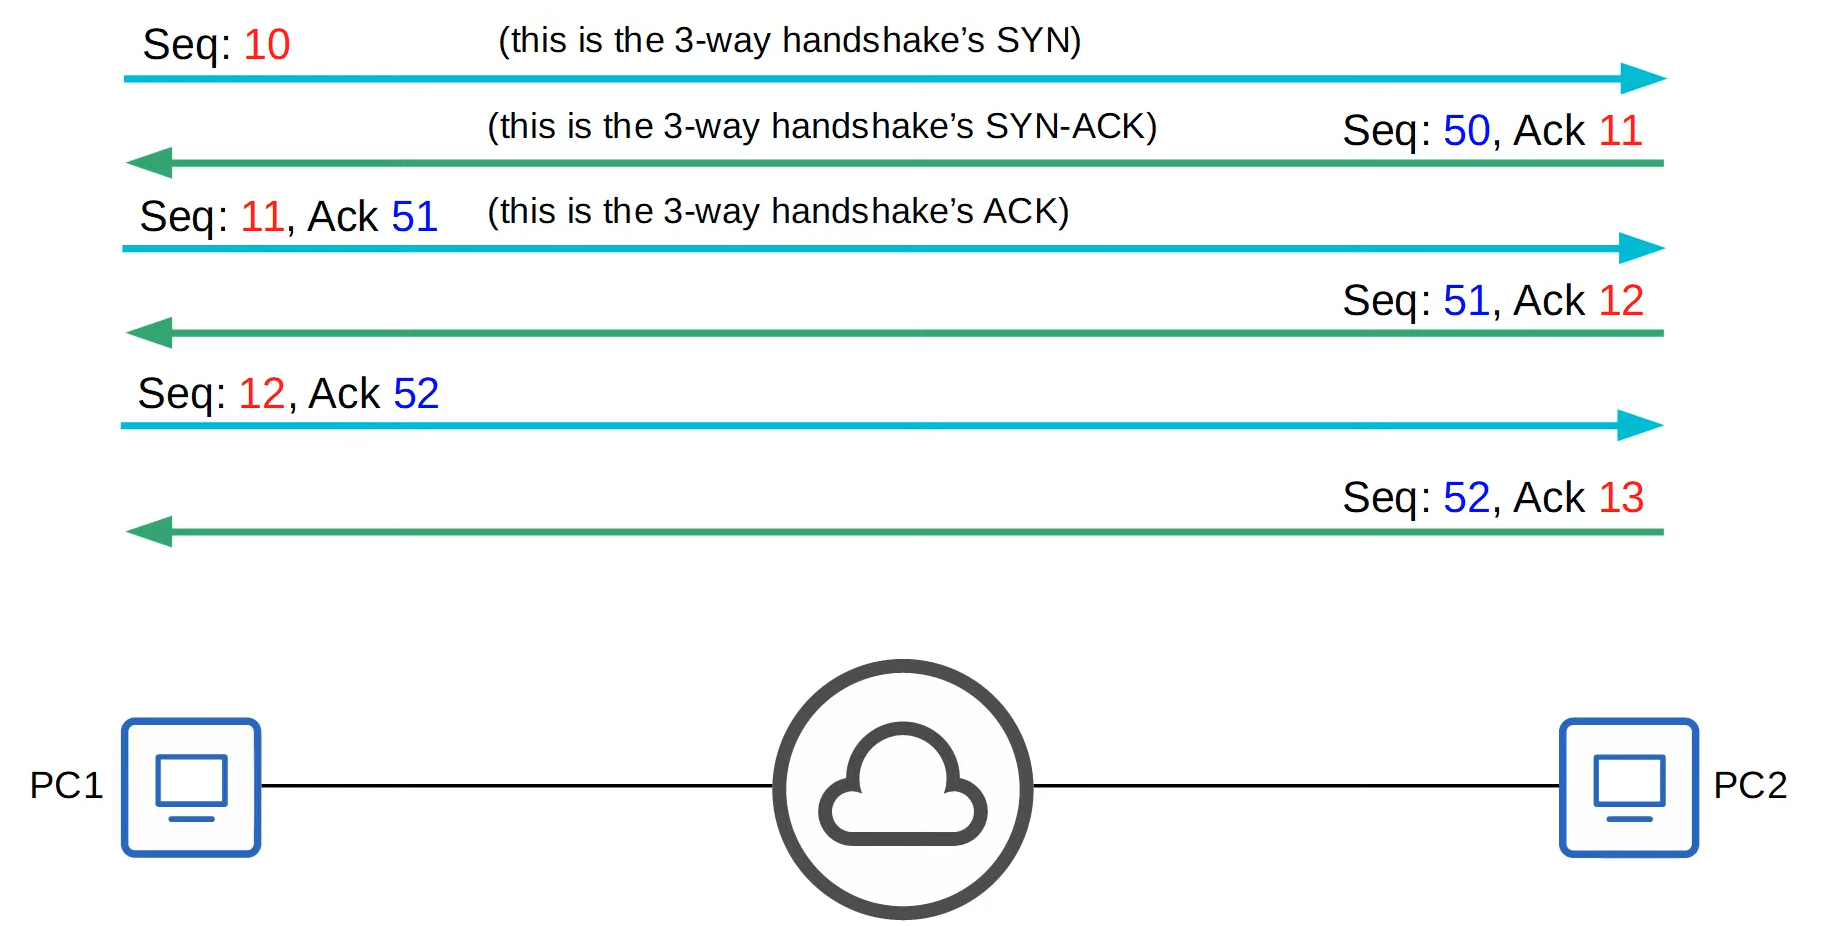 Seq: 10 (this is the 3-way handshake’s SYN)
(this is the 3-way handshake’s SYN-ACK) Seq: 50, Ack 11
Seq: 11, Ack 51 (this is the 3-way handshake’s ACK)
Seq: 51, Ack 12
Seq: 12, Ack 52
Seq: 52, Ack 13
PC1
PC2